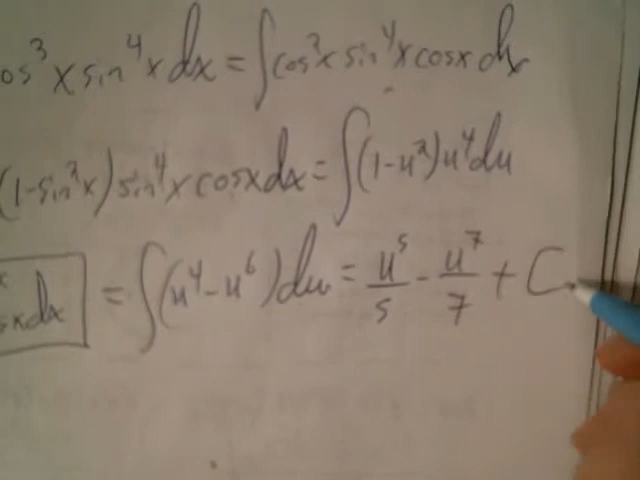 os³x sin⁴x dx = ∫cos²x sin⁴x cosx dx
(1-sin²x) sin⁴x cosx dx = ∫(1-u²)u⁴du
x dx = ∫(u⁴-u⁶)du = u⁵/5 - u⁷/7 + C